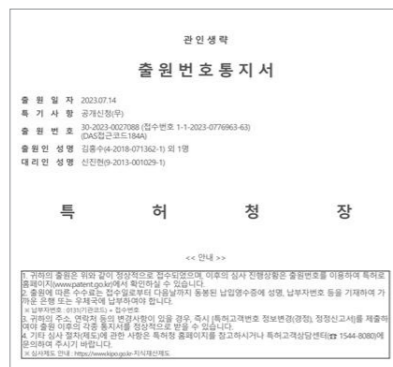 관 인 생 략
출 원 번 호 통 지 서
출 원 일 자 2023.07.14
특 기 사 항 공개신청(무)
출 원 번 호 30-2023-0027088 (접수번호 1-1-2023-0776963-63)
(DAS접근코드184A)
출원인 성명 김홍수(4-2018-071362-1) 외 1명
대리인 성명 신진현(9-2013-001029-1)
특 허 청 장
<< 안내 >>
1. 귀하의 출원은 위와 같이 정상적으로 접수되었으며, 이후의 심사 진행상황은 출원번호를 이용하여 특허로
홈페이지(www.patent.go.kr)에서 확인하실 수 있습니다.
2. 출원에 따른 수수료는 접수일로부터 다음날까지 동봉된 납입영수증에 성명, 납부자번호 등을 기재하여 가
까운 은행 또는 우체국에 납부하여야 합니다.
※ 납부자번호 : 0131(기관코드) + 접수번호
3. 귀하의 주소, 연락처 등의 변경사항이 있을 경우, 즉시 [특허고객번호 정보변경(경정), 정정신고서]를 제출하
여야 출원 이후의 각종 통지서를 정상적으로 받을 수 있습니다.
4. 기타 심사 절차(제도)에 관한 사항은 특허청 홈페이지를 참고하시거나 특허고객상담센터(☎ 1544-8080)에
문의하여 주시기 바랍니다.
※ 심사제도 안내 : https://www.kipo.go.kr-지식재산제도